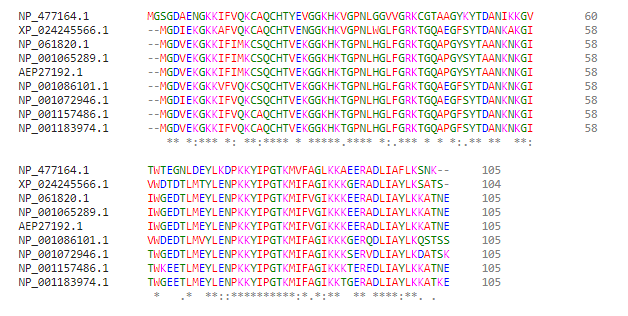 NP_477164.1 MGSGDAENGKKIFVQKCAQCHTYEVGGKHKVGPNLGGVVGRKCGTAAGYKYTDANIKKGV 60
XP_024245566.1 --MGDIEKGKKAFVQKCAQCHTVENGGKHKVGPNLWGLFGRKTGQAEGFSYTDANKAKGI 58
NP_061820.1 --MGDVEKGKKIFIMKCSQCHTVEKGGKHKTGPNLHGLFGRKTGQAPGYSYTAANKNKGI 58
NP_001065289.1 --MGDVEKGKKIFIMKCSQCHTVEKGGKHKTGPNLHGLFGRKTGQAPGYSYTAANKNKGI 58
AEP27192.1 --MGDVEKGKKIFIMKCSQCHTVEKGGKHKTGPNLHGLFGRKTGQAPGYSYTAANKNKGI 58
NP_001086101.1 --MGDVEKGKKVFVQKCSQCHTVEKGGKHKTGPNLHGLFGRKTGQAEGFSYTDANKNKGI 58
NP_001072946.1 --MGDIEKGKKIFVQKCSQCHTVEKGGKHKTGPNLHGLFGRKTGQAEGFSYTDANKNKGI 58
NP_001157486.1 --MGDVEKGKKIFVQKCAQCHTVEKGGKHKTGPNLHGLFGRKTGQAPGFSYTDANKNKGI 58
NP_001183974.1 --MGDVEKGKKIFVQKCAQCHTVEKGGKHKTGPNLHGLFGRKTGQAPGFSYTDANKNKGI 58
** *:*** *: **:**** * *****.**** *:.*** * * *:.** ** **:
NP_477164.1 TWTEGNLDEYLKDPKKYIPGTKMVFAGLKKAEERADLIAFLKSNK-- 105
XP_024245566.1 VWDTDTLMTYLENPKKYIPGTKMIFAGIKKKGERADLIAYLKSATS- 104
NP_061820.1 IWGEDTLMEYLENPKKYIPGTKMIFVGIKKKEERADLIAYLKKATNE 105
NP_001065289.1 IWGEDTLMEYLENPKKYIPGTKMIFVGIKKKEERADLIAYLKKATNE 105
AEP27192.1 IWGEDTLMEYLENPKKYIPGTKMIFVGIKKKEERADLIAYLKKATNE 105
NP_001086101.1 VWDEDTLMVYLENPKKYIPGTKMIFAGIKKKGERQDLIAYLKQSTSS 105
NP_001072946.1 TWGEDTLMEYLENPKKYIPGTKMIFAGIKKKSERVDLIAYLKDATSK 105
NP_001157486.1 TWKEETLMEYLENPKKYIPGTKMIFAGIKKKTEREDLIAYLKKATNE 105
NP_001183974.1 IWGEETLMEYLENPKKYIPGTKMIFAGIKKTGERADLIAYLKKATKE 105
* .* **::**********:*.*:** ** ****:**. .